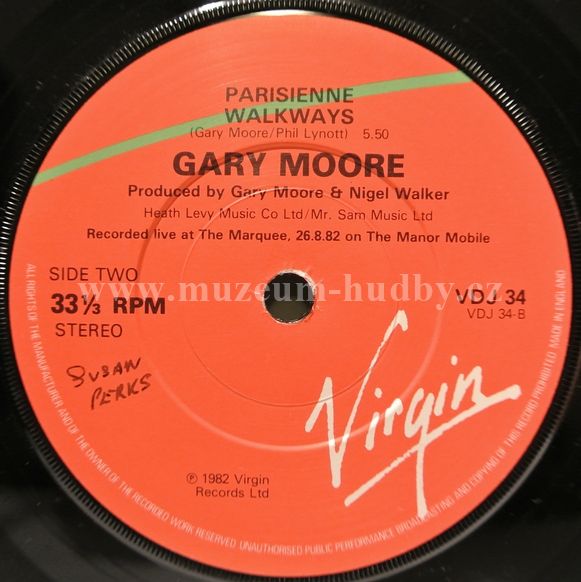 PARISIENNE
WALKWAYS
(Gary Moore/Phil Lynott) 5.50
GARY MOORE
Produced by Gary Moore & Nigel Walker
Heath Levy Music Co Ltd/Mr. Sam Music Ltd
Recorded live at The Marquee, 26.8.82 on The Manor Mobile
SIDE TWO
33⅓ RPM
STEREO
VDJ 34
VDJ 34-B
www.muzeum-hudby.cz
SUSAN
PERKS
Virgin
℗ 1982 Virgin
Records Ltd
ALL RIGHTS OF THE MANUFACTURER AND OF THE OWNER OF THE RECORDED WORK RESERVED. UNAUTHORISED PUBLIC PERFORMANCE BROADCASTING AND COPYING OF THIS RECORD PROHIBITED. MADE IN ENGLAND